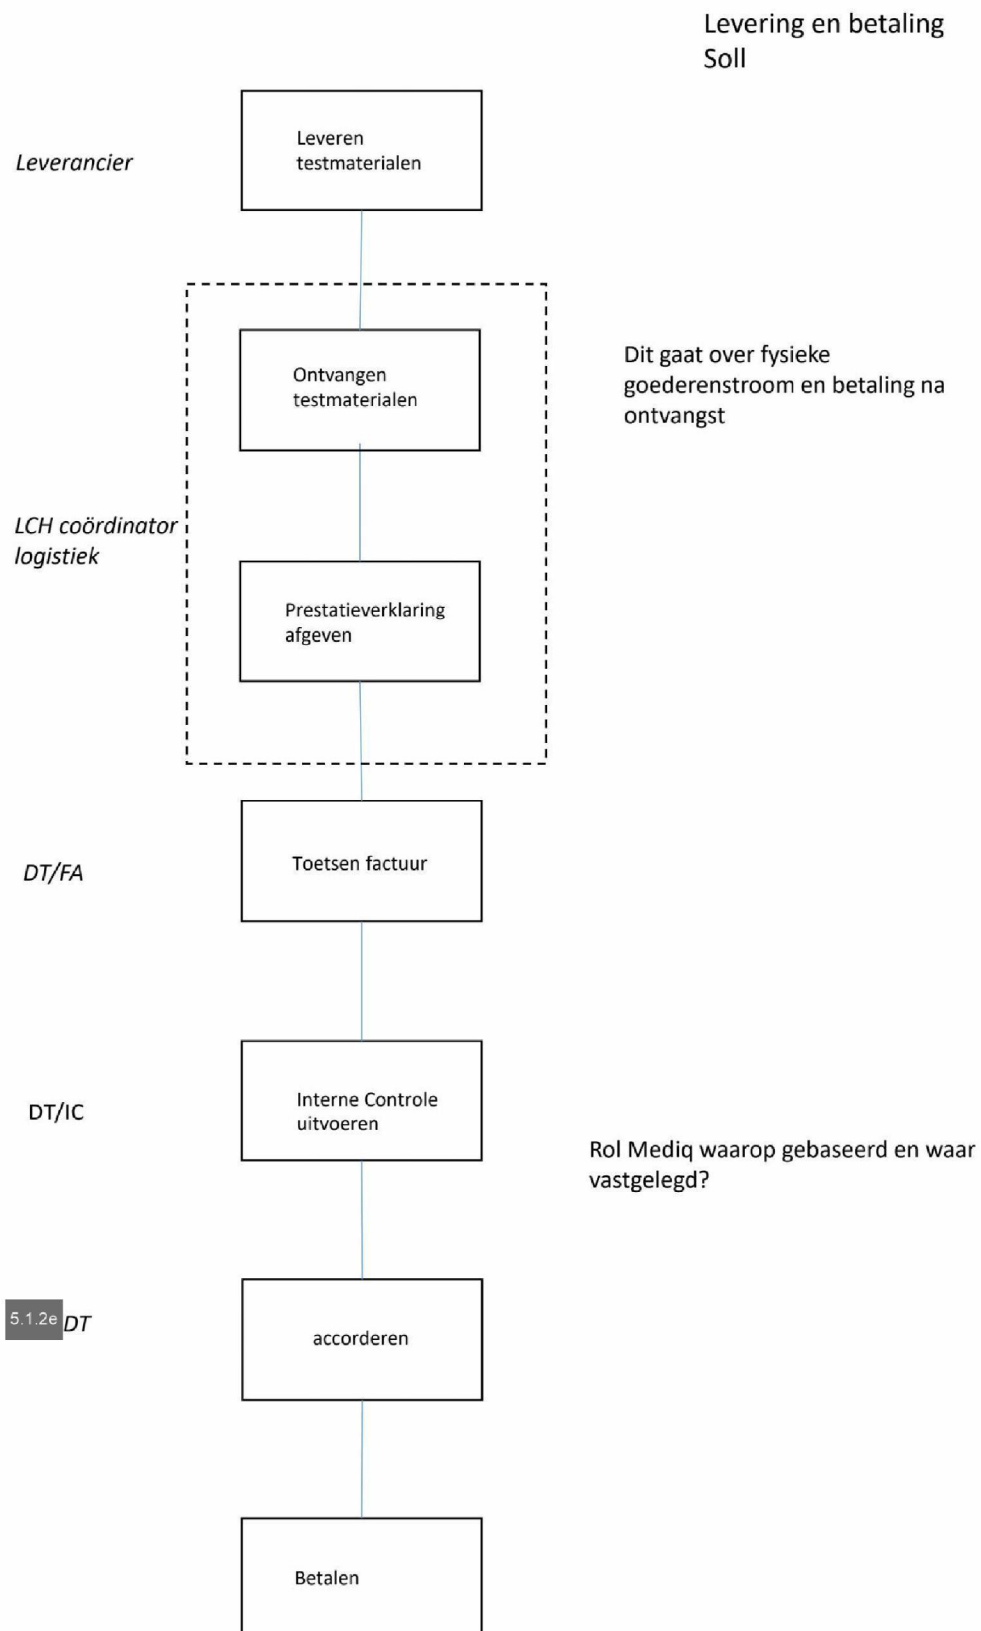 Levering en betaling
Soll
Leverancier
Leveren
testmaterialen
Ontvangen
testmaterialen
Dit gaat over fysieke
goederenstroom en betaling na
ontvangst
LCH coördinator
logistiek
Prestatieverklaring
afgeven
DT/FA
Toetsen factuur
DT/IC
Interne Controle
uitvoeren
Rol Mediq waarop gebaseerd en waar
vastgelegd?
5.1.2e DT
accorderen
Betalen